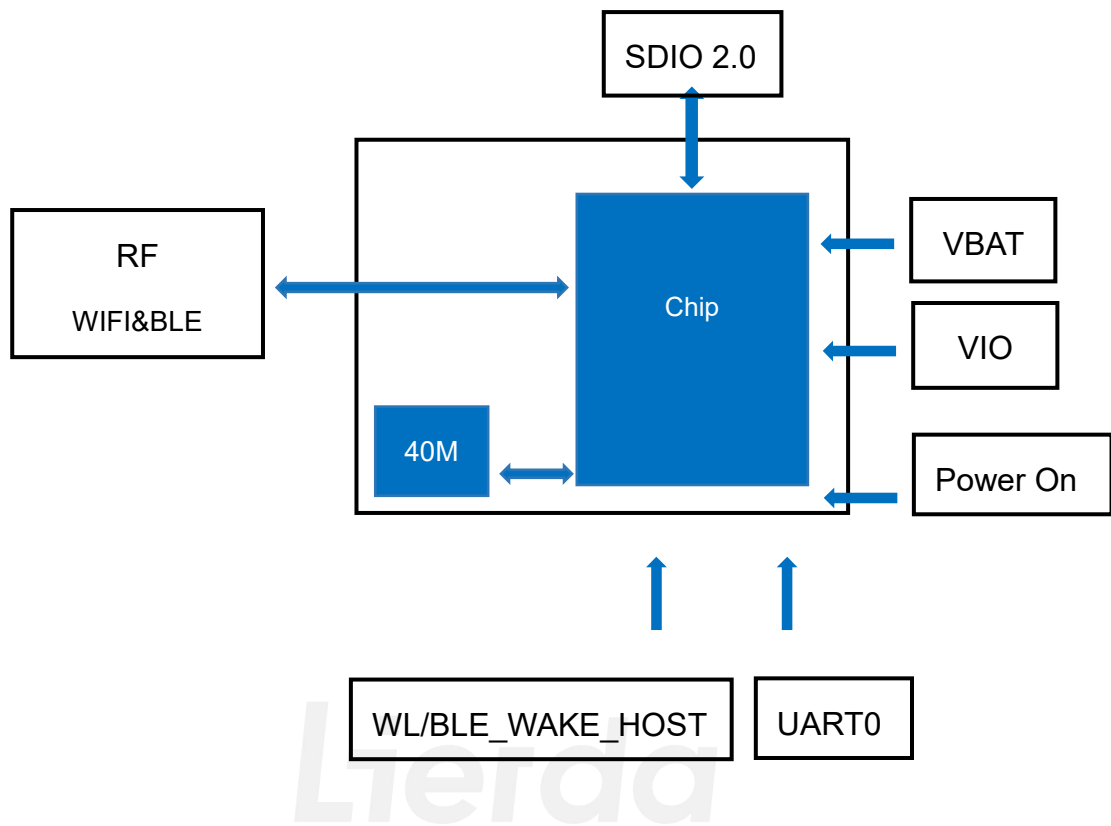 SDIO 2.0
RF
WIFI&BLE
VBAT
Chip
VIO
40M
Power On
WL/BLE_WAKE_HOST
UART0
Lierda